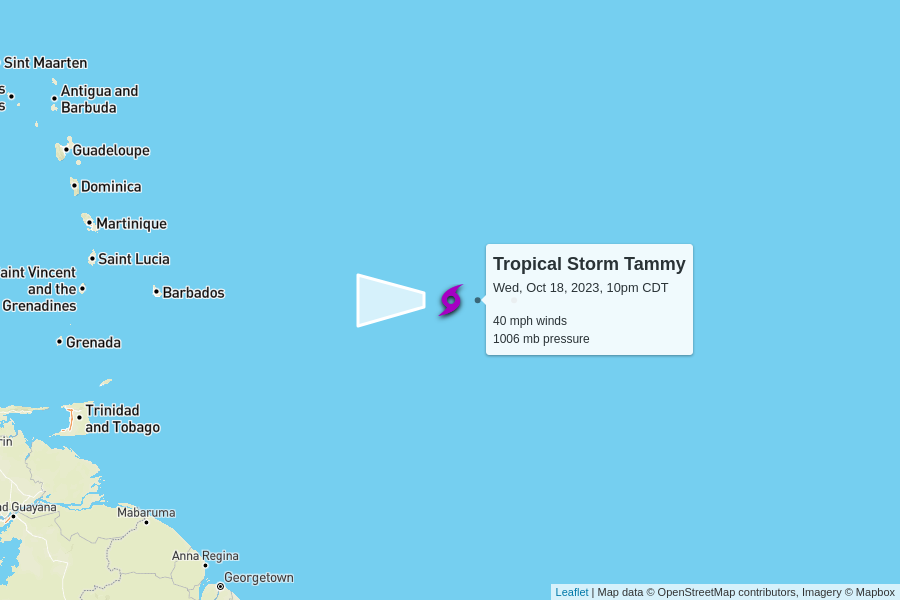 Sint Maarten
s
s
Antigua and
Barbuda
Guadeloupe
Dominica
Martinique
Saint Lucia
aint Vincent
and the
Grenadines
Barbados
Grenada
Tropical Storm Tammy
Wed, Oct 18, 2023, 10pm CDT
40 mph winds
1006 mb pressure
Trinidad
and Tobago
rin
d Guayana
Mabaruma
Anna Regina
Georgetown
Leaflet | Map data © OpenStreetMap contributors, Imagery © Mapbox